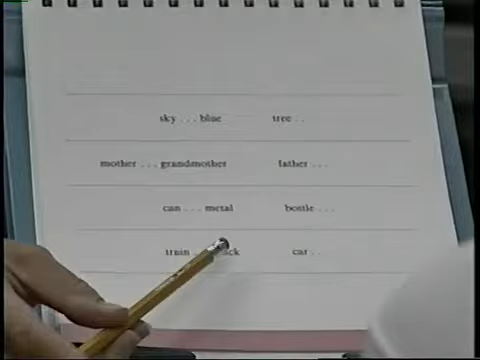 sky . . . blue tree . .
mother . . . grandmother father . . .
can . . . metal bottle . . .
train car . .